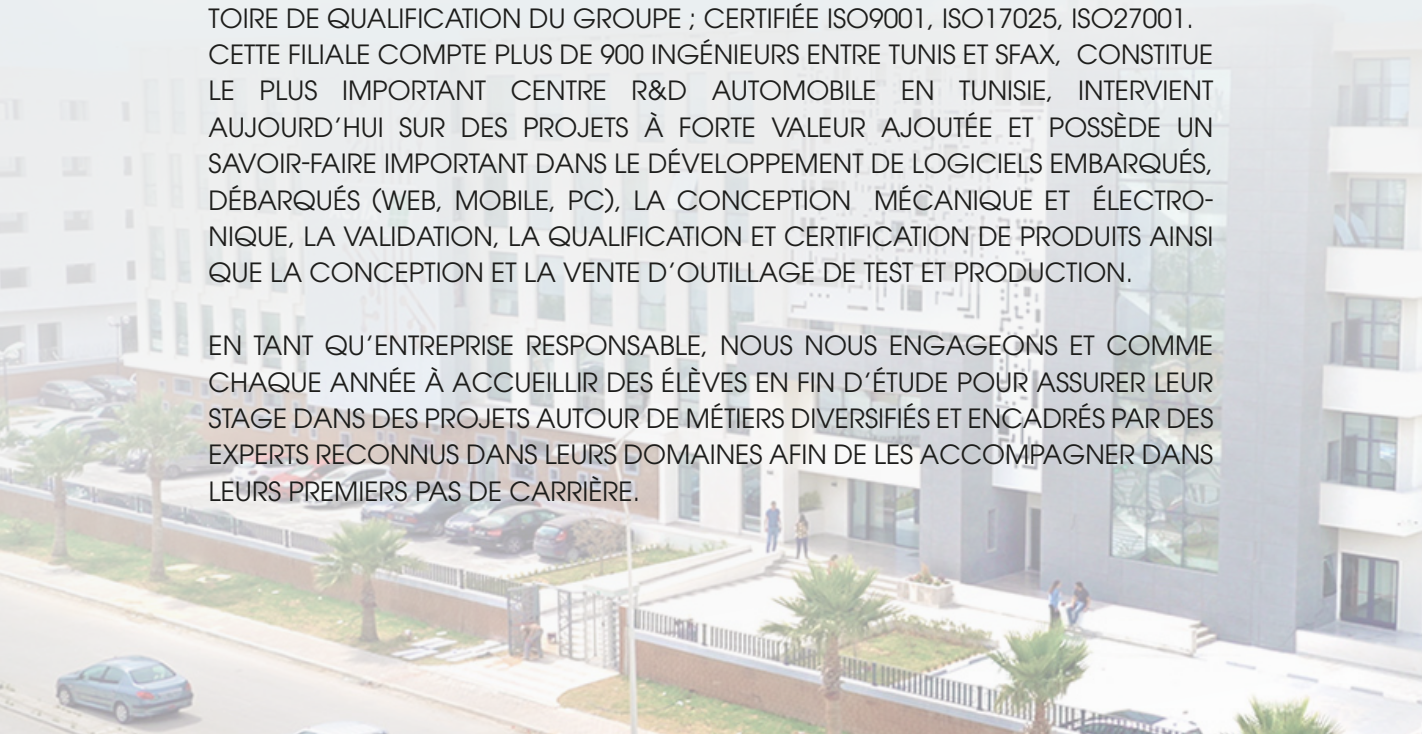 TOIRE DE QUALIFICATION DU GROUPE ; CERTIFIÉE ISO9001, ISO17025, ISO27001.
CETTE FILIALE COMPTE PLUS DE 900 INGÉNIEURS ENTRE TUNIS ET SFAX, CONSTITUE
LE PLUS IMPORTANT CENTRE R&D AUTOMOBILE EN TUNISIE, INTERVIENT
AUJOURD'HUI SUR DES PROJETS À FORTE VALEUR AJOUTÉE ET POSSÈDE UN
SAVOIR-FAIRE IMPORTANT DANS LE DÉVELOPPEMENT DE LOGICIELS EMBARQUÉS,
DÉBARQUÉS (WEB, MOBILE, PC), LA CONCEPTION MÉCANIQUE ET ÉLECTRO-
NIQUE, LA VALIDATION, LA QUALIFICATION ET CERTIFICATION DE PRODUITS AINSI
QUE LA CONCEPTION ET LA VENTE D'OUTILLAGE DE TEST ET PRODUCTION.
EN TANT QU'ENTREPRISE RESPONSABLE, NOUS NOUS ENGAGEONS ET COMME
CHAQUE ANNÉE À ACCUEILLIR DES ÉLÈVES EN FIN D'ÉTUDE POUR ASSURER LEUR
STAGE DANS DES PROJETS AUTOUR DE MÉTIERS DIVERSIFIÉS ET ENCADRÉS PAR DES
EXPERTS RECONNUS DANS LEURS DOMAINES AFIN DE LES ACCOMPAGNER DANS
LEURS PREMIERS PAS DE CARRIÈRE.